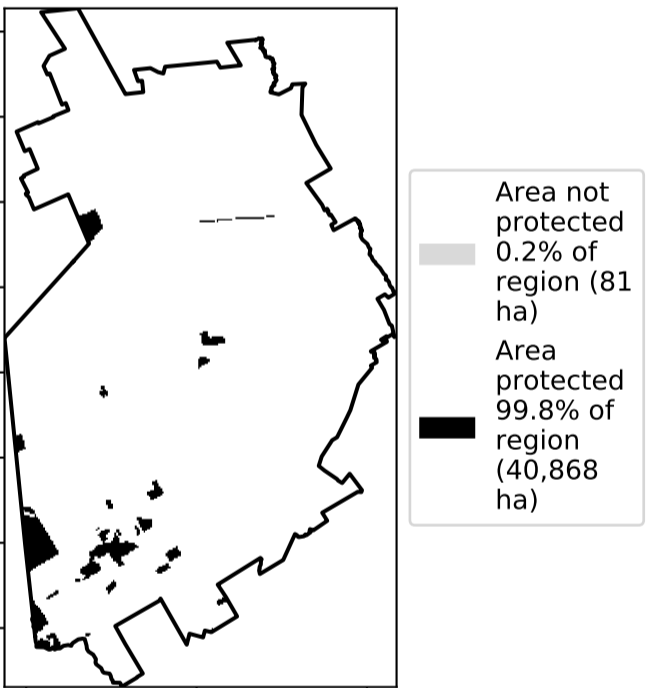 Area not
protected
0.2% of
region (81
ha)
Area
protected
99.8% of
region
(40,868
ha)